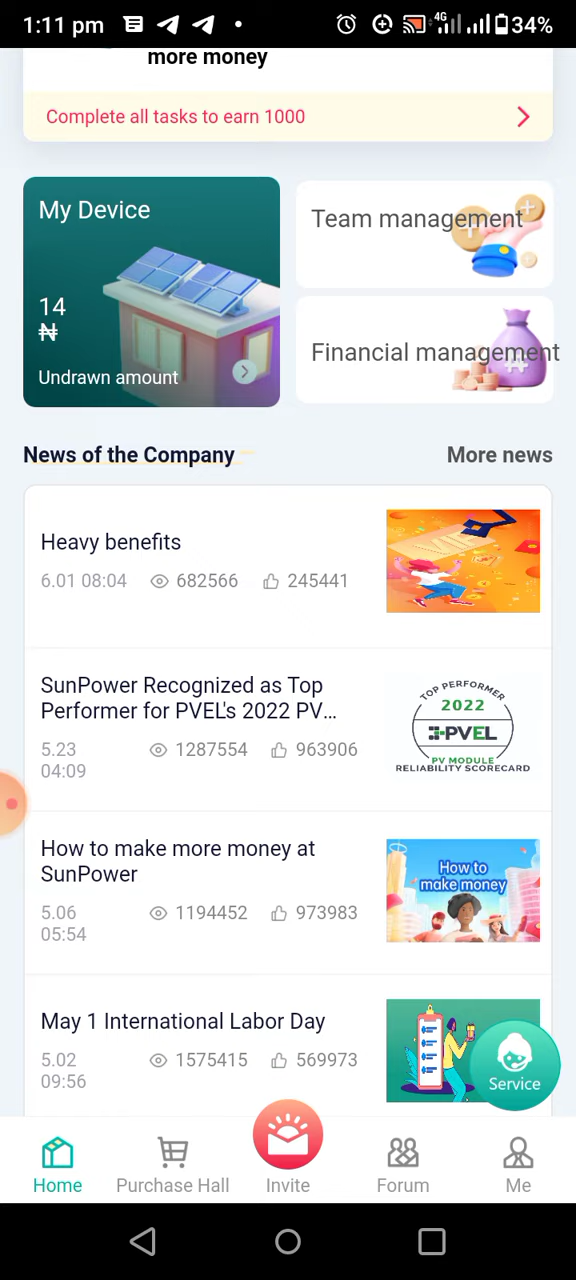 1:11 pm
4G
34%
more money
Complete all tasks to earn 1000
My Device
14
₦
Undrawn amount
Team management
Financial management
₦
News of the Company
More news
Heavy benefits
6.01 08:04 682566 245441
SunPower Recognized as Top
Performer for PVEL's 2022 PV...
5.23
04:09
1287554 963906
TOP PERFORMER
2022
PVEL
PV MODULE
RELIABILITY SCORECARD
How to make more money at
SunPower
5.06
05:54
1194452 973983
How to
make money
May 1 International Labor Day
5.02
09:56
1575415 569973
Service
Home
Purchase Hall
Invite
Forum
Me